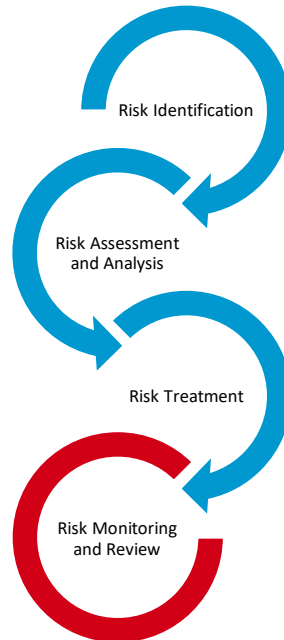 Risk Identification
Risk Assessment
and Analysis
Risk Treatment
Risk Monitoring
and Review